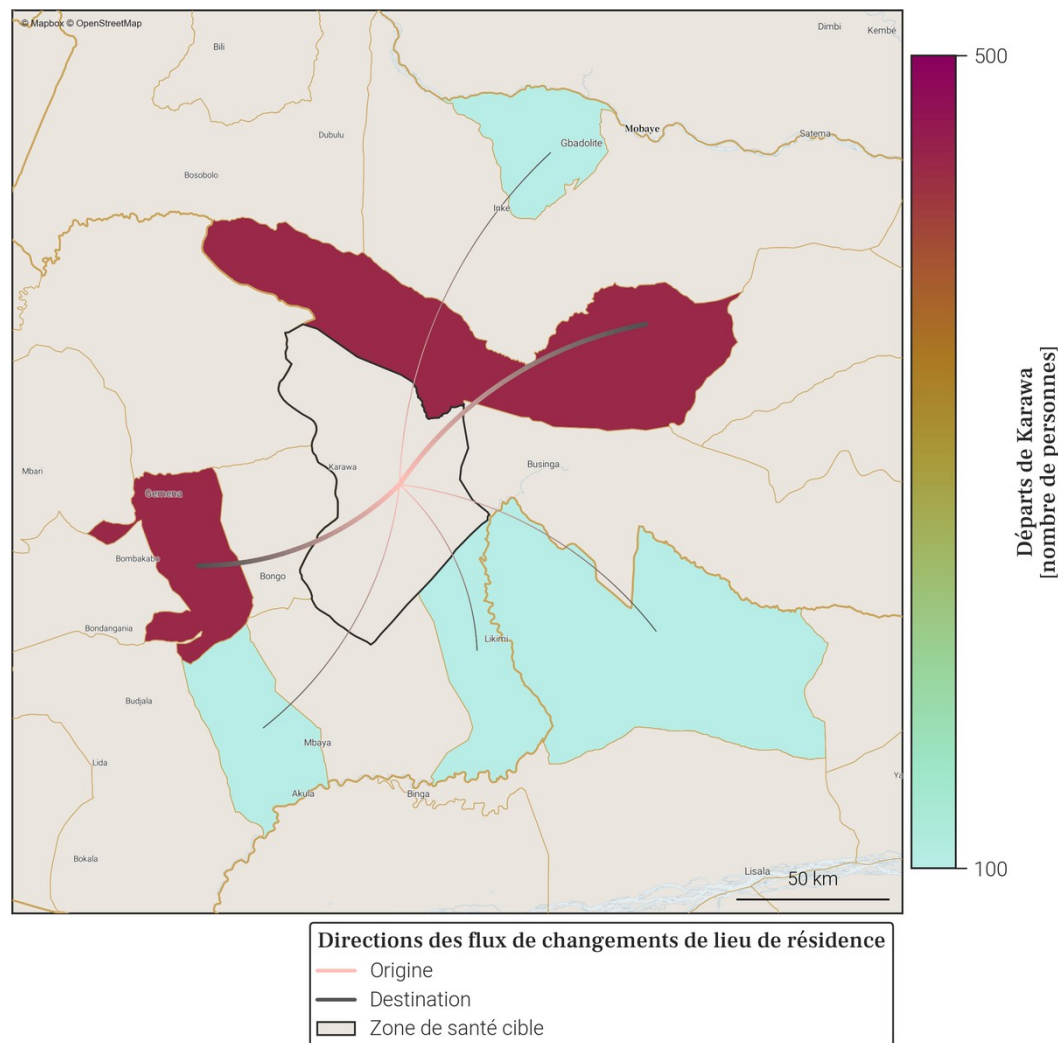 © Mapbox © OpenStreetMap
Dimbi
Kembé
Bili
Dubulu
Mobaye
Satema
Gbadolite
Bosobolo
Inke
Mbari
Karawa
Businga
Gemena
Bombakabo
Bongo
Bondangania
Likimi
Budjala
Mbaya
Lida
Ya
Akula
Binga
Bokala
Lisala
50 km
500
100
Départs de Karawa
[nombre de personnes]
Directions des flux de changements de lieu de résidence
Origine
Destination
Zone de santé cible